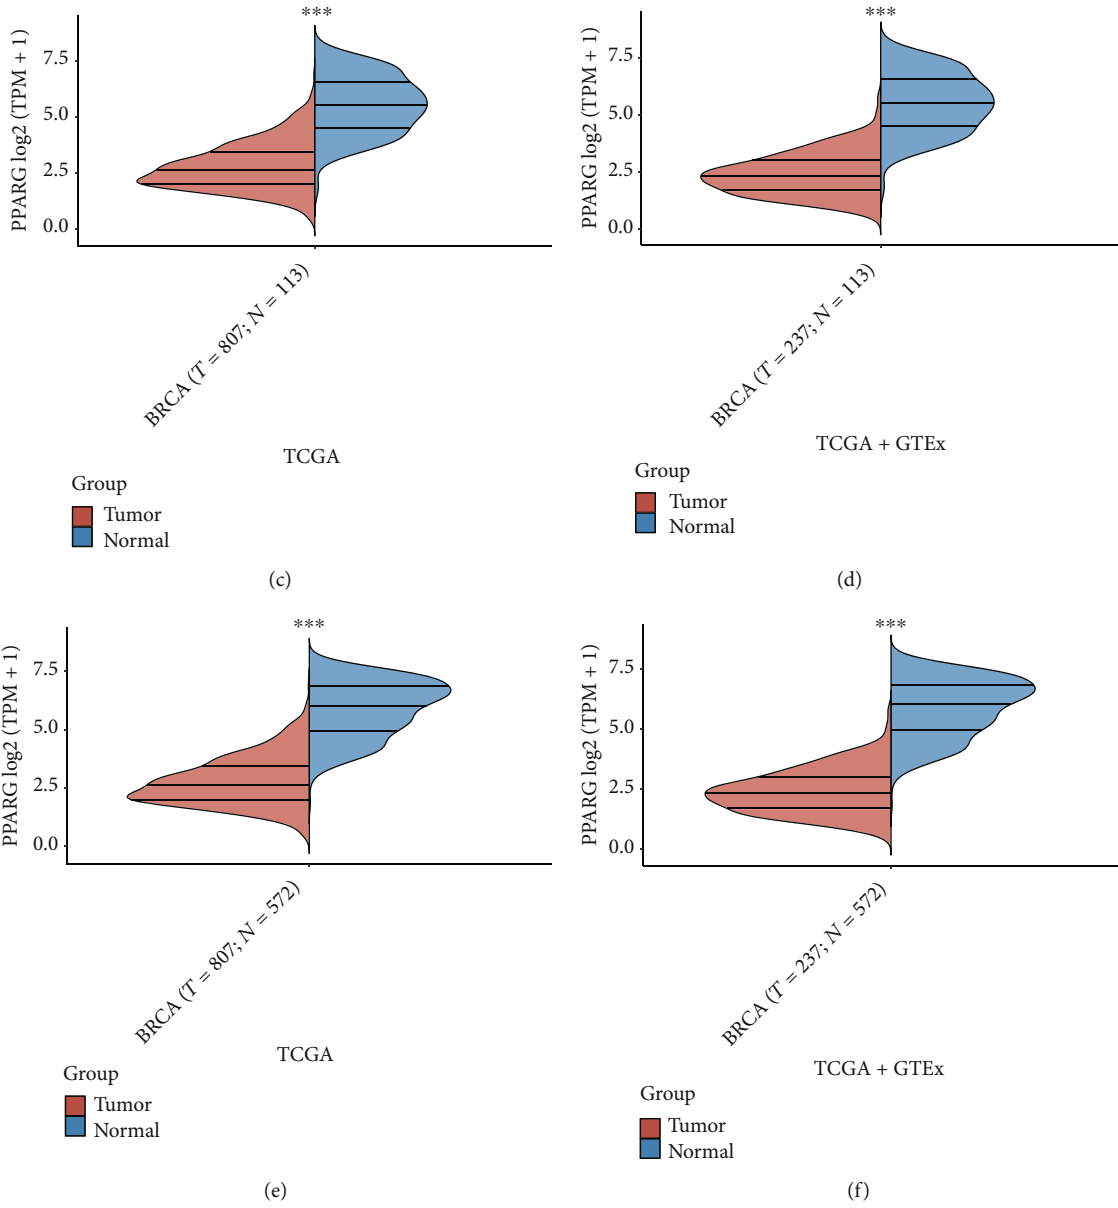 ***
PPARG log2 (TPM + 1)
7.5
5.0
2.5
0.0
BRCA (T = 807; N = 113)
TCGA
Group
Tumor
Normal
(c)
***
PPARG log2 (TPM + 1)
7.5
5.0
2.5
0.0
BRCA (T = 237; N = 113)
TCGA + GTEx
Group
Tumor
Normal
(d)
***
PPARG log2 (TPM + 1)
7.5
5.0
2.5
0.0
BRCA (T = 807; N = 572)
TCGA
Group
Tumor
Normal
(e)
***
PPARG log2 (TPM + 1)
7.5
5.0
2.5
0.0
BRCA (T = 237; N = 572)
TCGA + GTEx
Group
Tumor
Normal
(f)